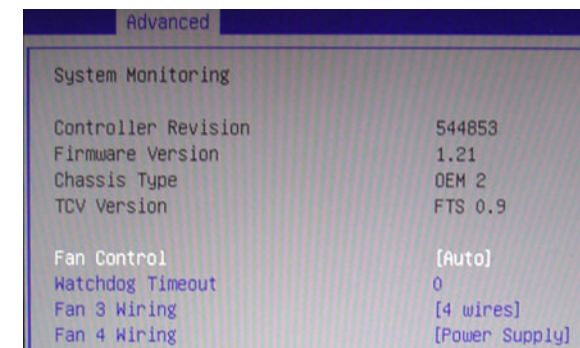 Advanced
System Monitoring
Controller Revision 544853
Firmware Version 1.21
Chassis Type OEM 2
TCV Version FTS 0.9
Fan Control [Auto]
Watchdog Timeout 0
Fan 3 Wiring [4 wires]
Fan 4 Wiring [Power Supply]